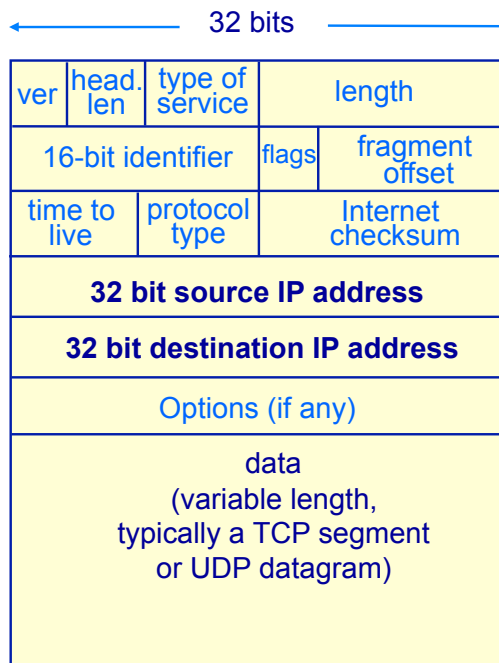 32 bits
ver head. len type of service length
16-bit identifier flags fragment offset
time to live protocol type Internet checksum
32 bit source IP address
32 bit destination IP address
Options (if any)
data
(variable length,
typically a TCP segment
or UDP datagram)